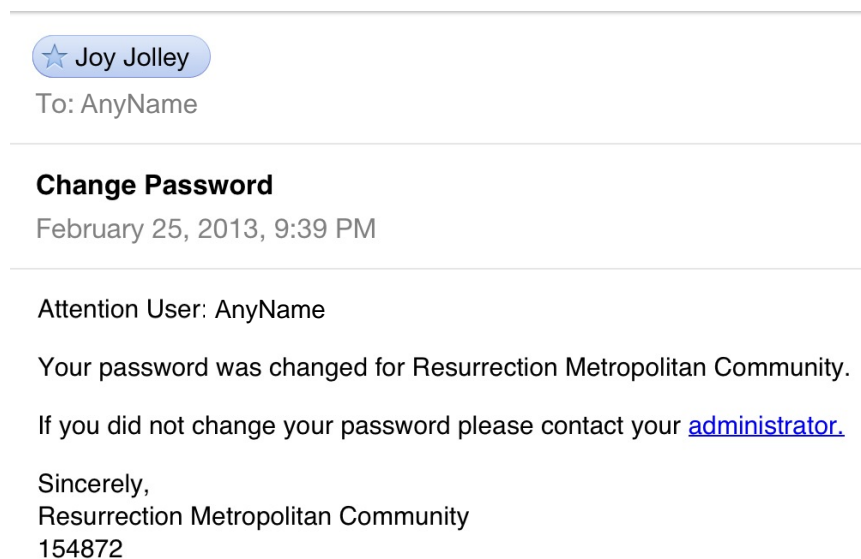 Joy Jolley
To: AnyName
Change Password
February 25, 2013, 9:39 PM
Attention User: AnyName
Your password was changed for Resurrection Metropolitan Community.
If you did not change your password please contact your administrator.
Sincerely,
Resurrection Metropolitan Community
154872